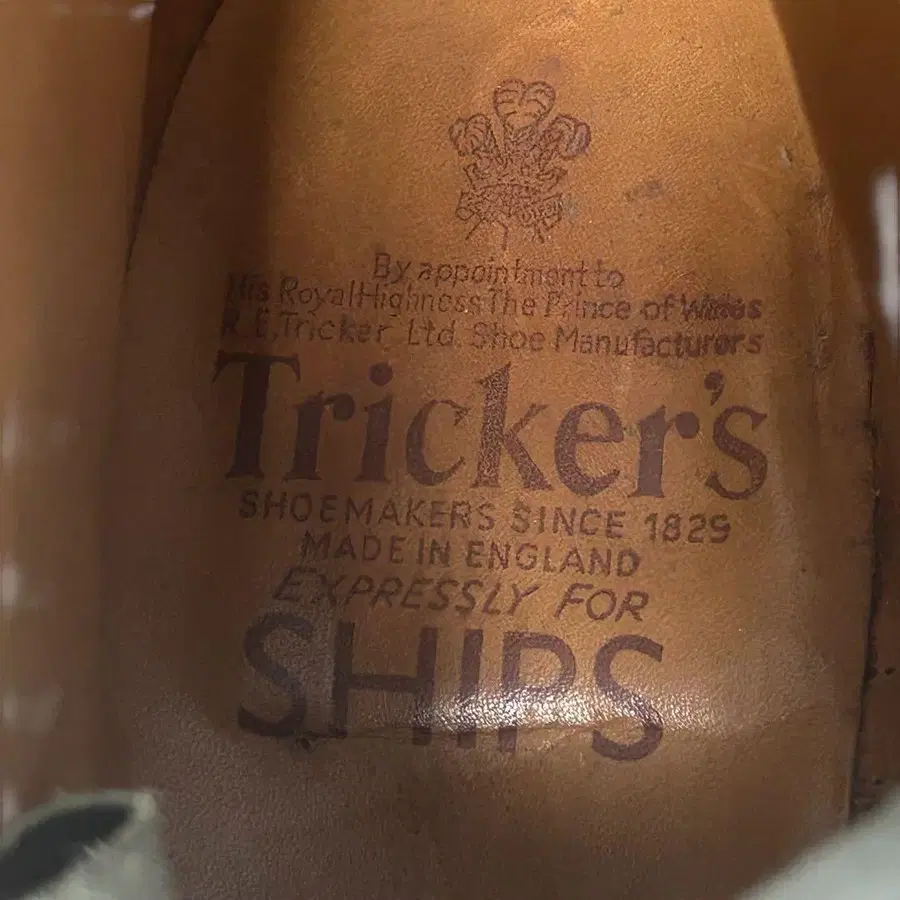 By appointment to
His Royal Highness The Prince of Wales
R.E. Tricker Ltd. Shoe Manufacturers
Tricker's
SHOEMAKERS SINCE 1829
MADE IN ENGLAND
EXPRESSLY FOR
SHIPS